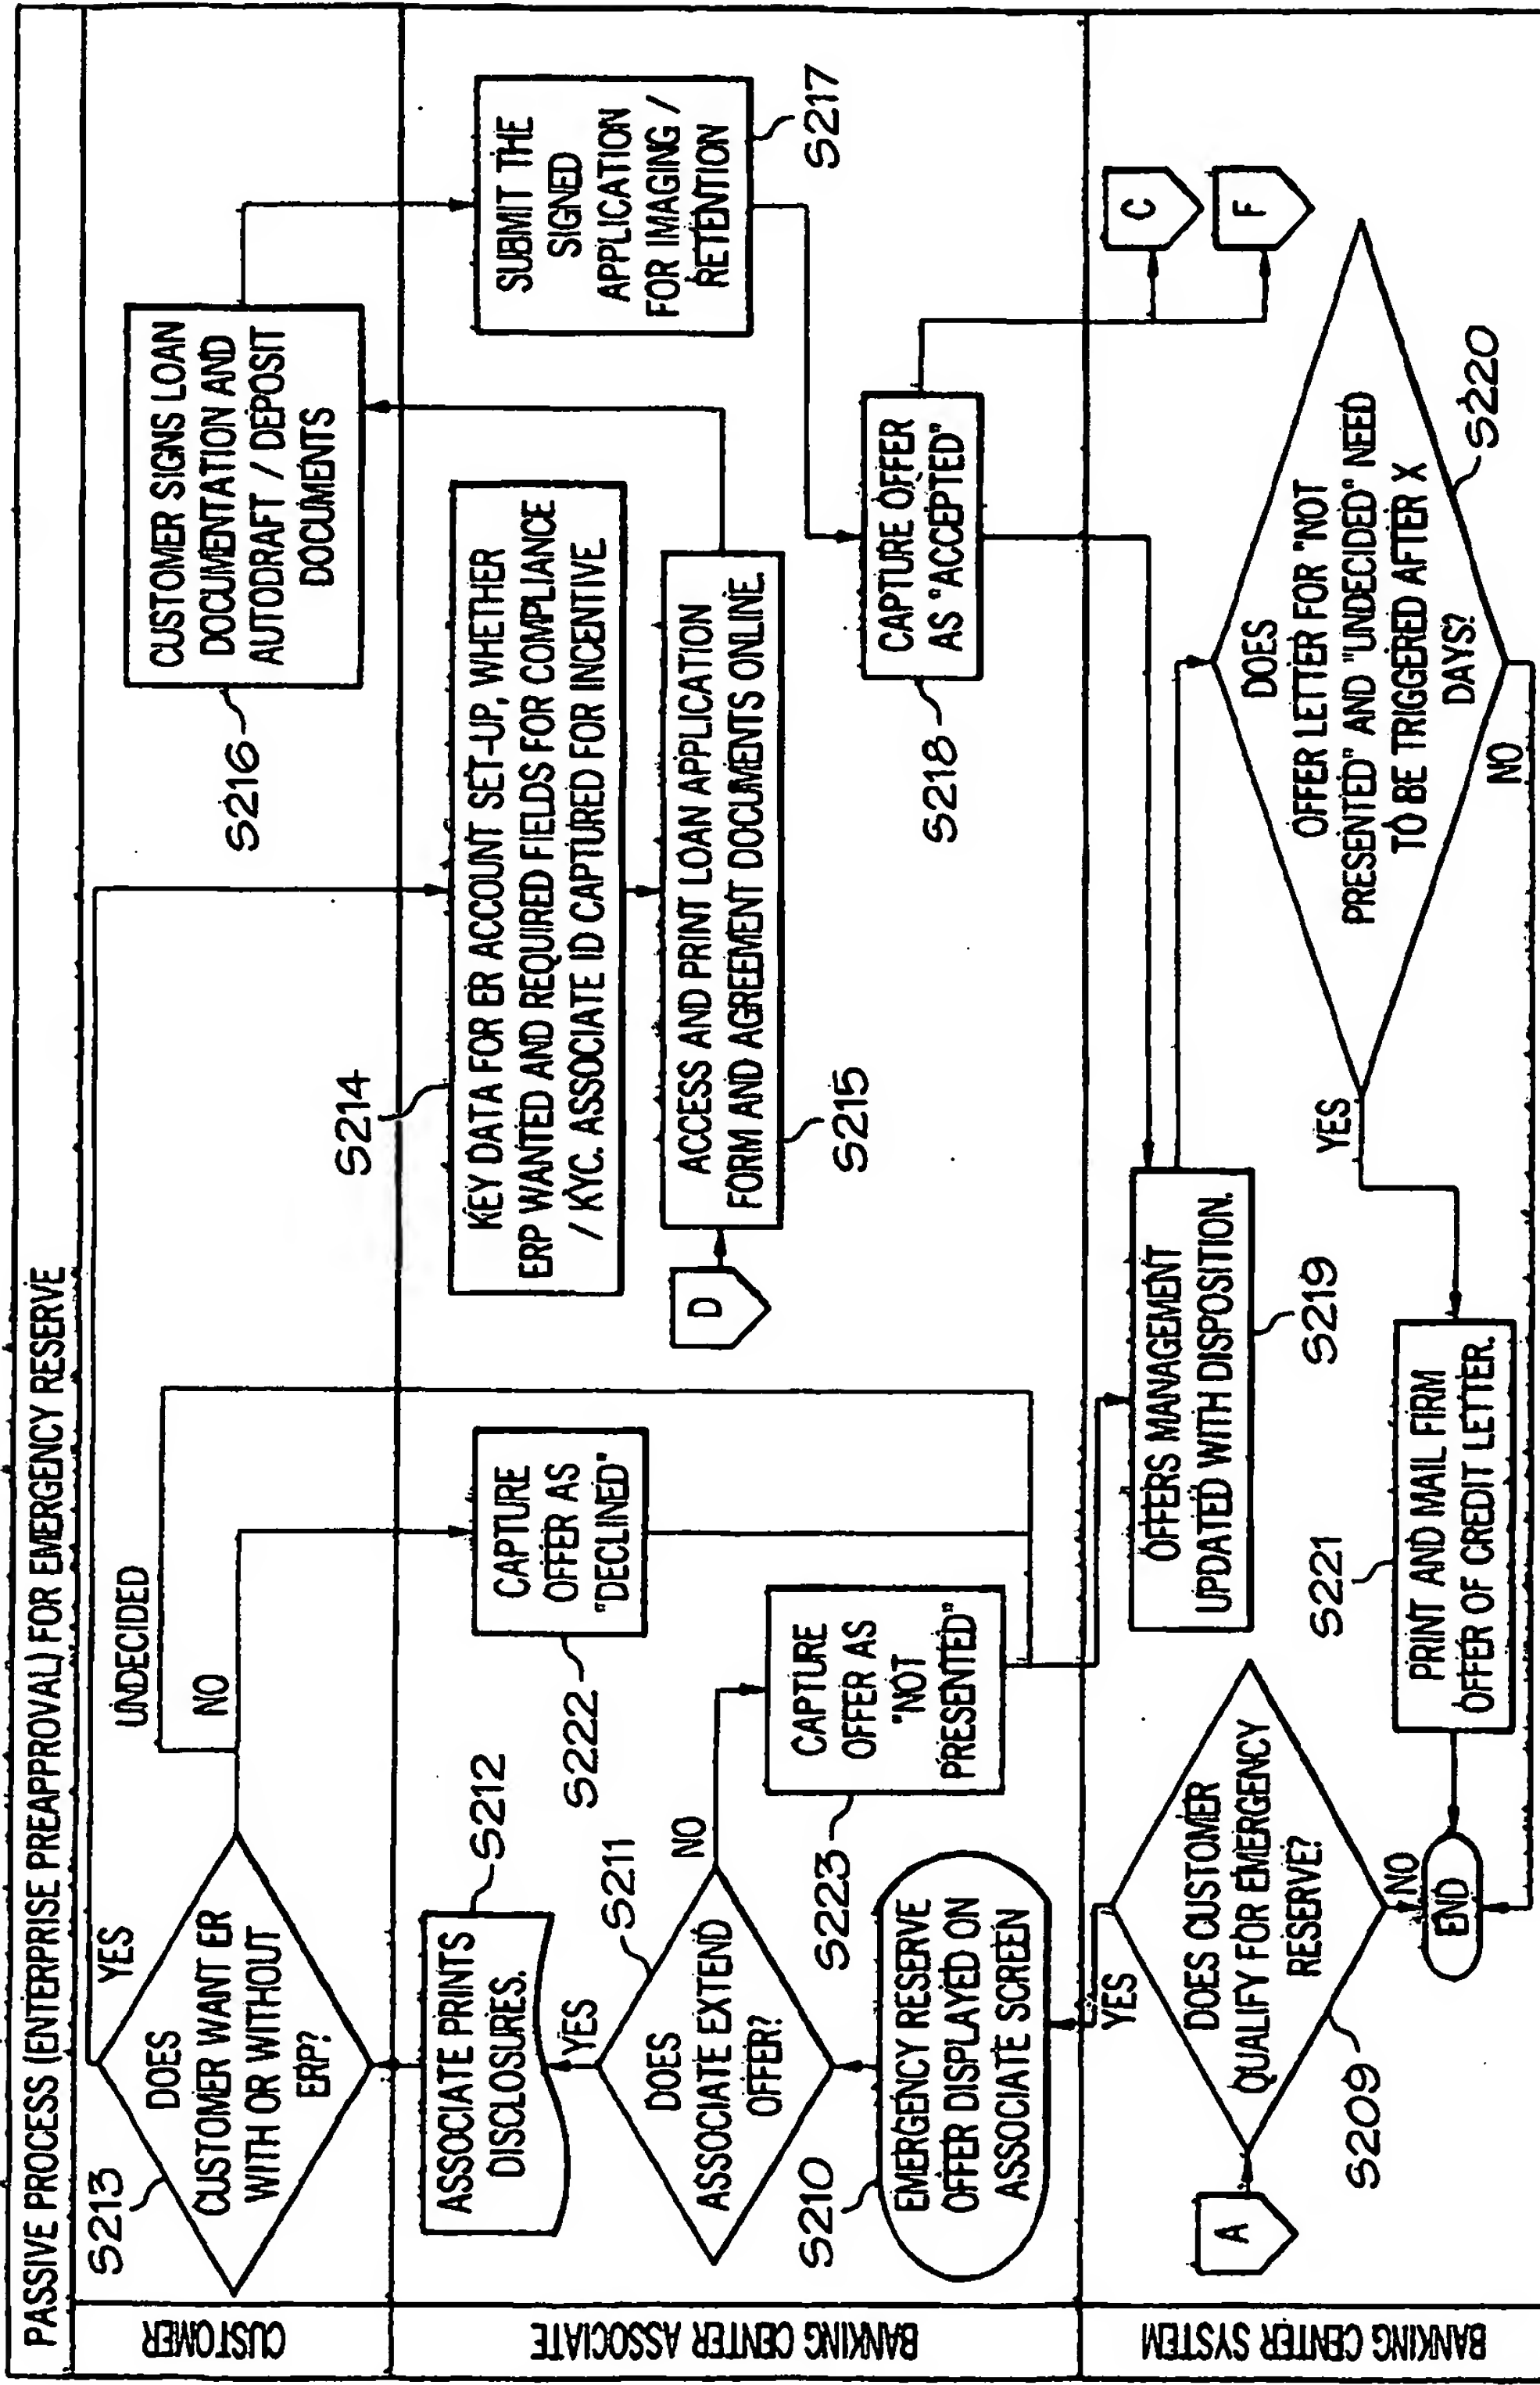 PASSIVE PROCESS (ENTERPRISE PREAPPROVAL) FOR EMERGENCY RESERVE
CUSTOMER
S213
DOES
CUSTOMER WANT ER
WITH OR WITHOUT
ERP?
YES
UNDECIDED
NO
S216
CUSTOMER SIGNS LOAN
DOCUMENTATION AND
AUTODRAFT / DEPOSIT
DOCUMENTS
BANKING CENTER ASSOCIATE
ASSOCIATE PRINTS
DISCLOSURES.
S212
YES
DOES
ASSOCIATE EXTEND
OFFER?
S211
NO
S210
EMERGENCY RESERVE
OFFER DISPLAYED ON
ASSOCIATE SCREEN
S222
CAPTURE
OFFER AS
"DECLINED"
S223
CAPTURE
OFFER AS
"NOT
PRESENTED"
S214
KEY DATA FOR ER ACCOUNT SET-UP, WHETHER
ERP WANTED AND REQUIRED FIELDS FOR COMPLIANCE
/ KYC. ASSOCIATE ID CAPTURED FOR INCENTIVE.
D
ACCESS AND PRINT LOAN APPLICATION
FORM AND AGREEMENT DOCUMENTS ONLINE.
S215
SUBMIT THE
SIGNED
APPLICATION
FOR IMAGING /
RETENTION
S217
CAPTURE OFFER
AS "ACCEPTED"
S218
BANKING CENTER SYSTEM
A
YES
DOES CUSTOMER
QUALIFY FOR EMERGENCY
RESERVE?
S209
NO
END
OFFERS MANAGEMENT
UPDATED WITH DISPOSITION.
S219
S221
PRINT AND MAIL FIRM
OFFER OF CREDIT LETTER.
YES
DOES
OFFER LETTER FOR "NOT
PRESENTED" AND "UNDECIDED" NEED
TO BE TRIGGERED AFTER X
DAYS?
S220
NO
C
F